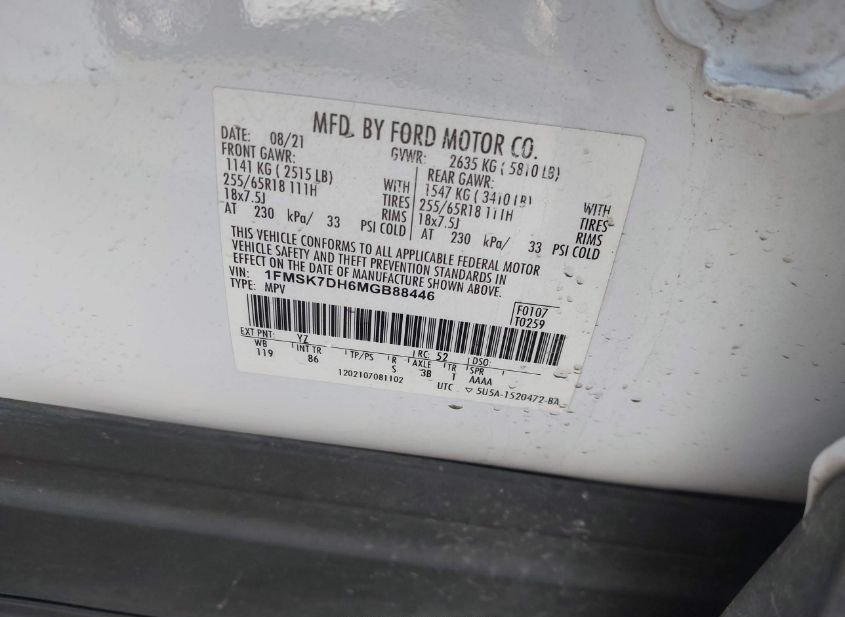 MFD. BY FORD MOTOR CO.
DATE: 08/21 GVWR: 2635 KG ( 5810 LB)
FRONT GAWR: REAR GAWR:
1141 KG ( 2515 LB) WITH 1547 KG ( 3410 LB) WITH
255/65R18 111H TIRES 255/65R18 111H TIRES
18x7.5J RIMS 18x7.5J RIMS
AT 230 kPa/ 33 PSI COLD AT 230 kPa/ 33 PSI COLD
THIS VEHICLE CONFORMS TO ALL APPLICABLE FEDERAL MOTOR
VEHICLE SAFETY AND THEFT PREVENTION STANDARDS IN
EFFECT ON THE DATE OF MANUFACTURE SHOWN ABOVE.
VIN: 1FMSK7DH6MGB88446
TYPE: MPV
F0107
T0259
EXT PNT: YZ RC: 52 DSO:
WB INT TR TP/PS R AXLE TR SPR
119 86 S 3B 1 AAAA
1202107081102 UTC ▽ 5U5A-1520472-BA